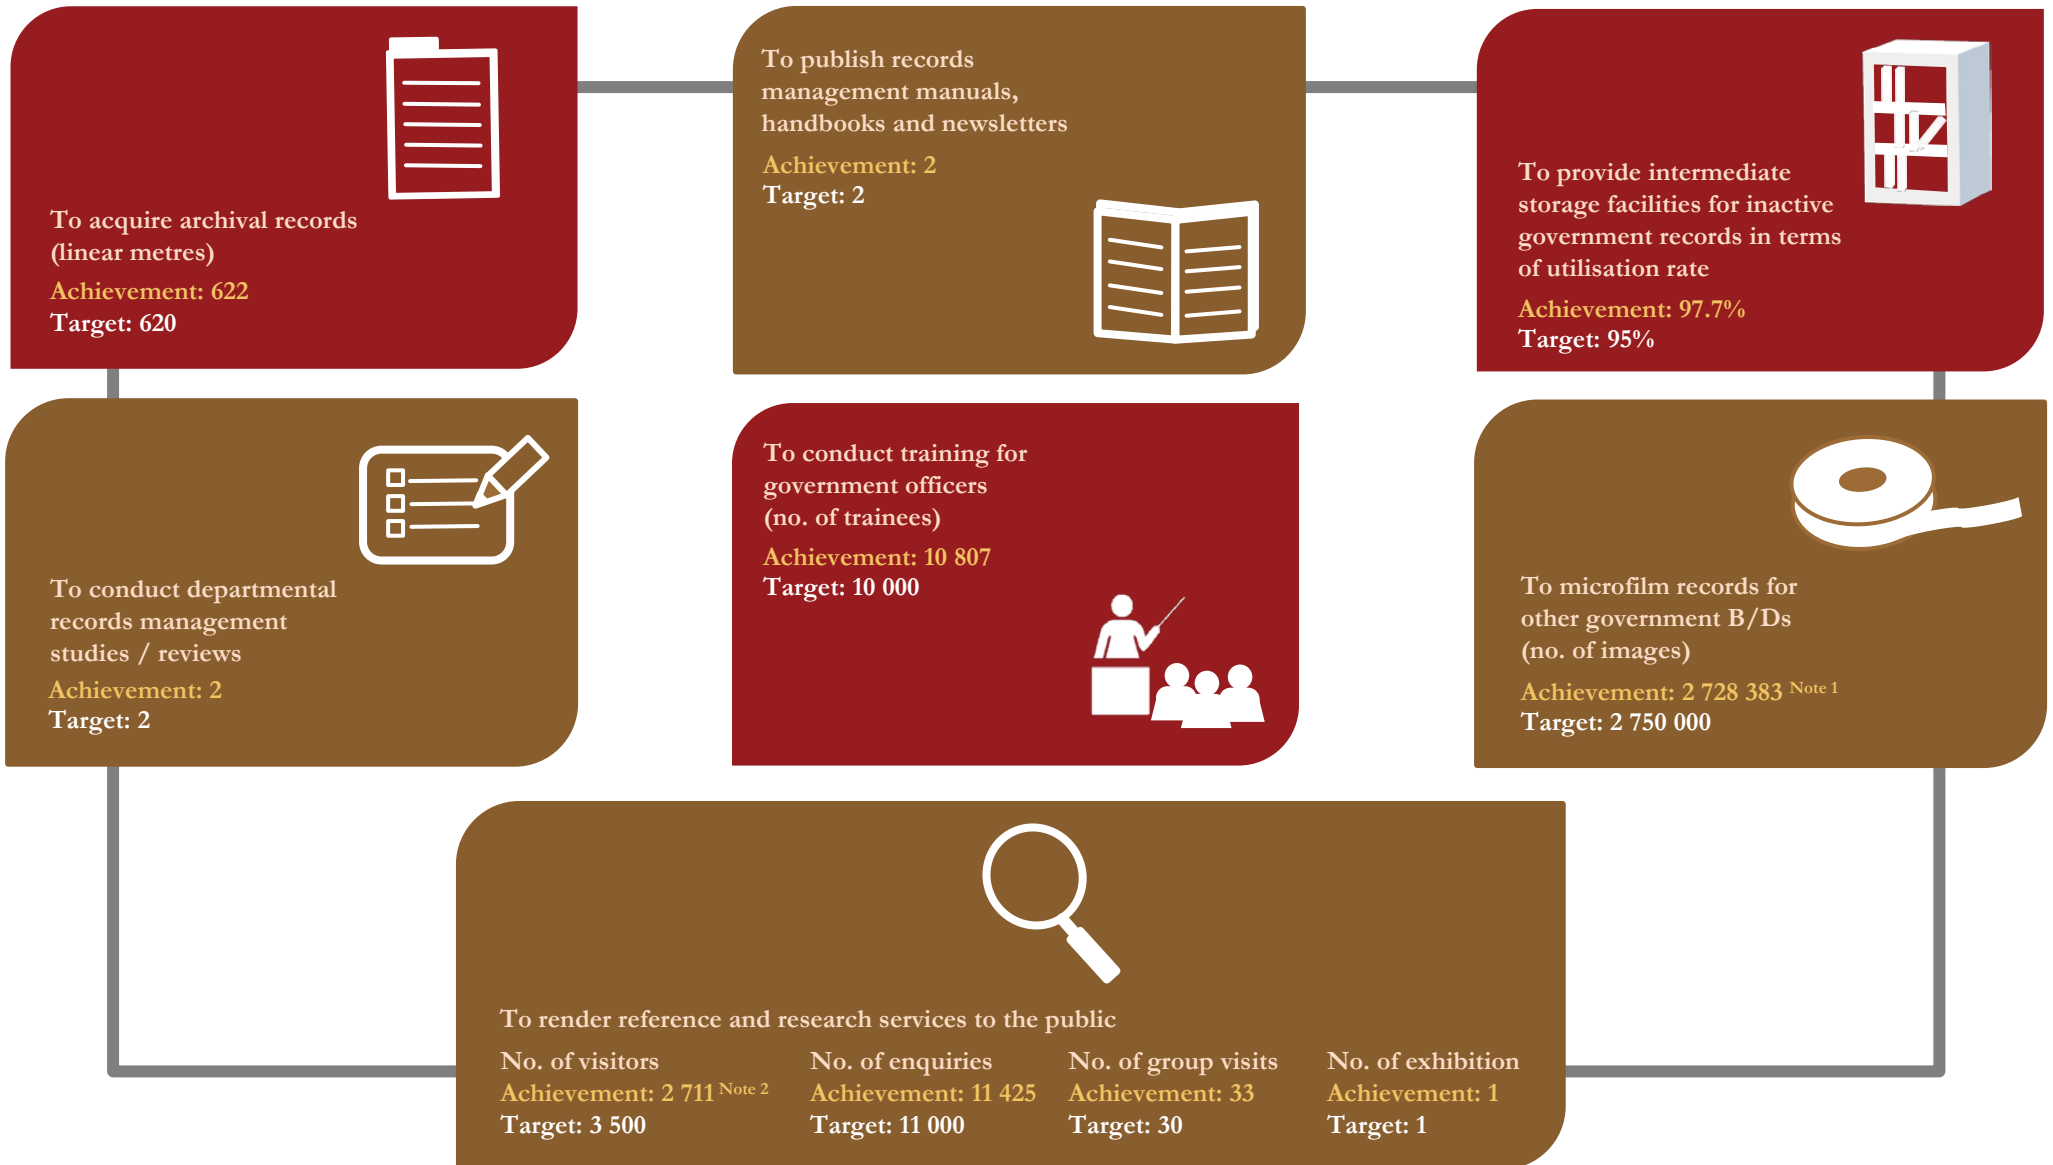 To acquire archival records
(linear metres)
Achievement: 622
Target: 620
To publish records
management manuals,
handbooks and newsletters
Achievement: 2
Target: 2
To provide intermediate
storage facilities for inactive
government records in terms
of utilisation rate
Achievement: 97.7%
Target: 95%
To conduct departmental
records management
studies / reviews
Achievement: 2
Target: 2
To conduct training for
government officers
(no. of trainees)
Achievement: 10 807
Target: 10 000
To microfilm records for
other government B/Ds
(no. of images)
Achievement: 2 728 383 Note 1
Target: 2 750 000
To render reference and research services to the public
No. of visitors
Achievement: 2 711 Note 2
Target: 3 500
No. of enquiries
Achievement: 11 425
Target: 11 000
No. of group visits
Achievement: 33
Target: 30
No. of exhibition
Achievement: 1
Target: 1